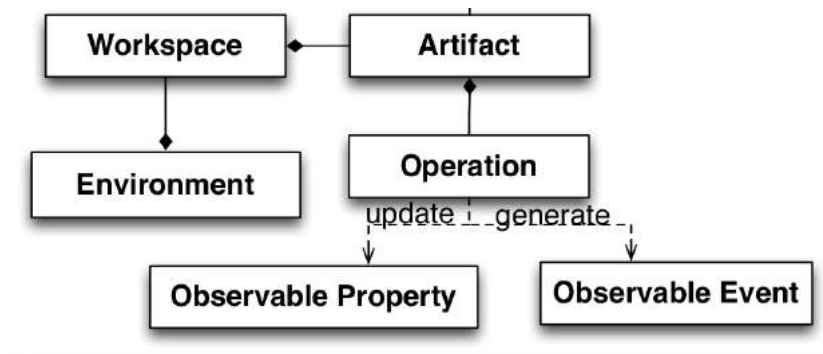 Workspace
Artifact
Environment
Operation
update
generate
Observable Property
Observable Event